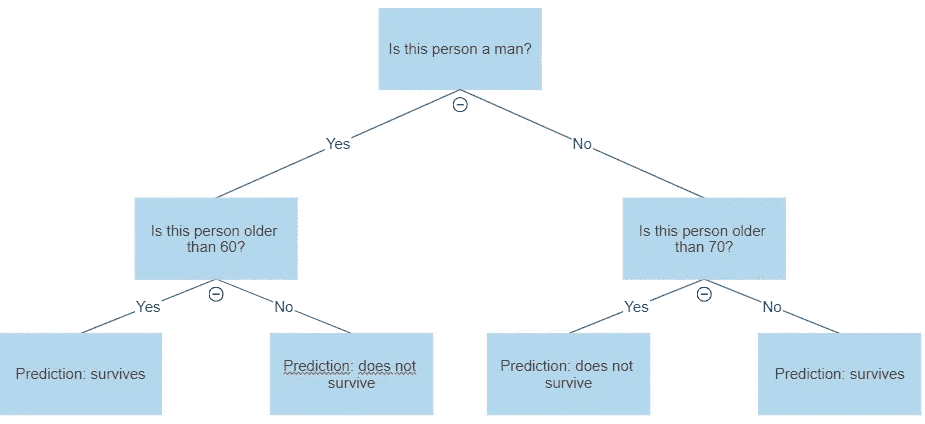 Is this person a man?
Yes
No
Is this person older
than 60?
Is this person older
than 70?
Yes
No
Yes
No
Prediction: survives
Prediction: does not
survive
Prediction: does not
survive
Prediction: survives